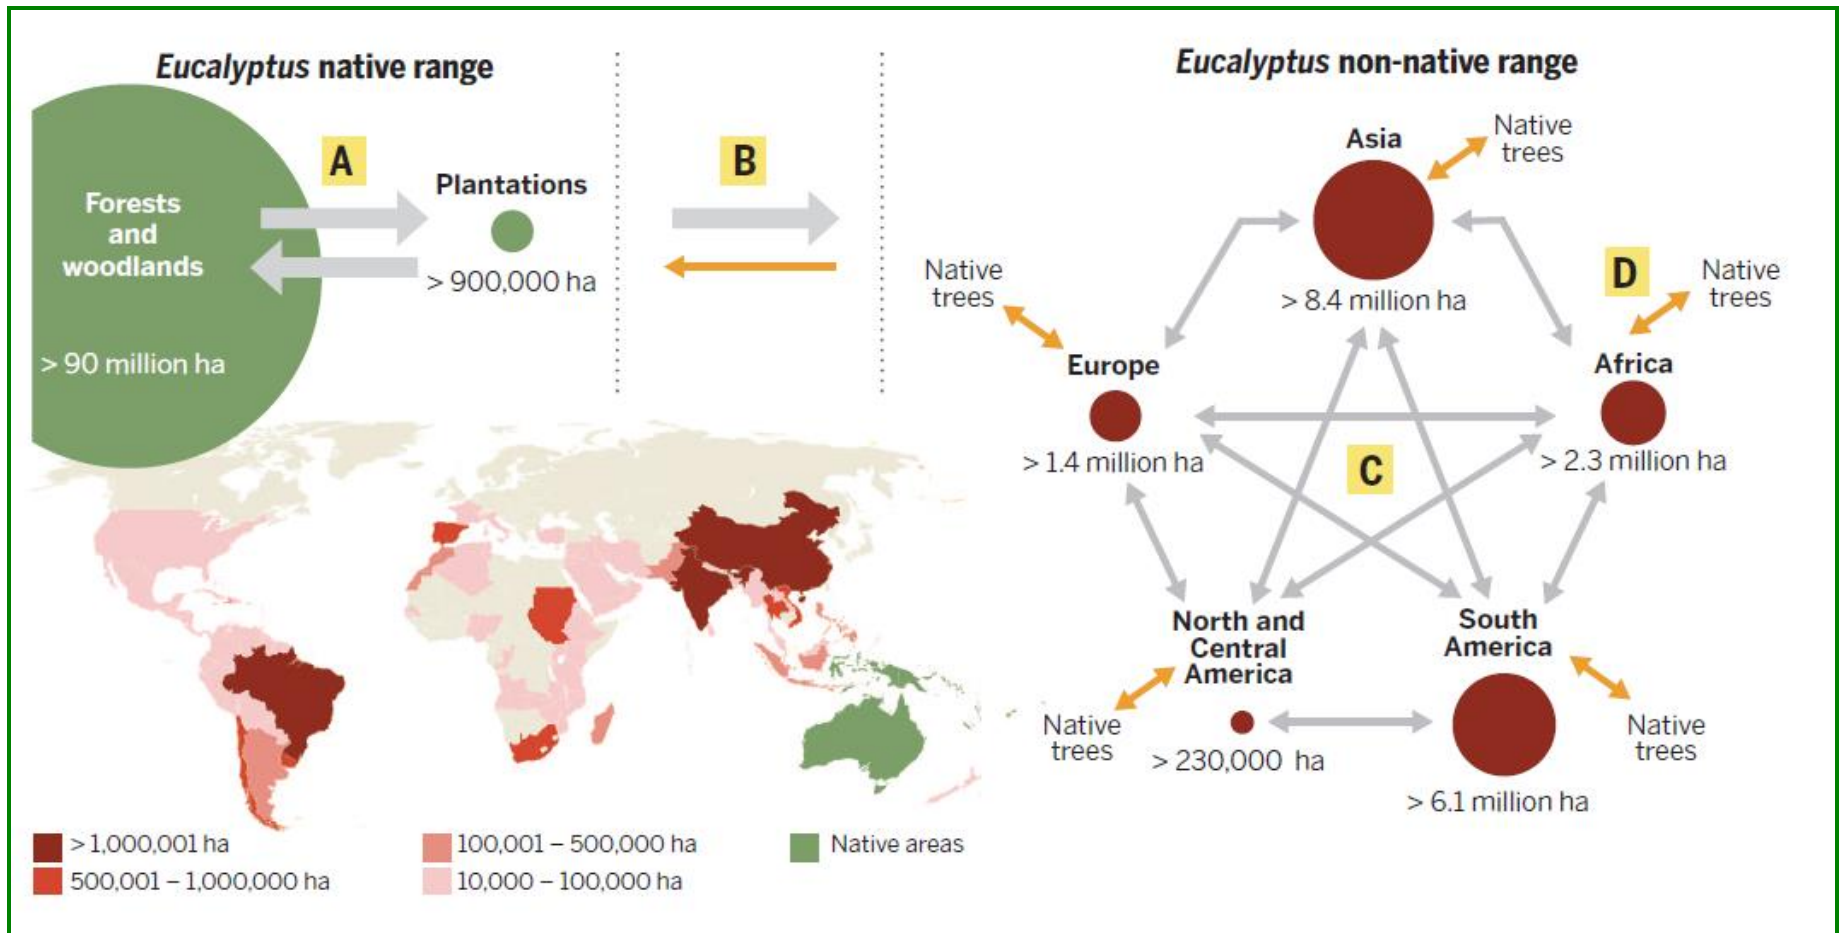 Eucalyptus native range
A
B
Forests
and
woodlands
> 90 million ha
Plantations
> 900,000 ha
Eucalyptus non-native range
Asia
> 8.4 million ha
Native
trees
Native
trees
Europe
> 1.4 million ha
D
Native
trees
Africa
> 2.3 million ha
C
North and
Central
America
> 230,000 ha
Native
trees
South
America
> 6.1 million ha
Native
trees
> 1,000,001 ha
500,001 – 1,000,000 ha
100,001 – 500,000 ha
10,000 – 100,000 ha
Native areas